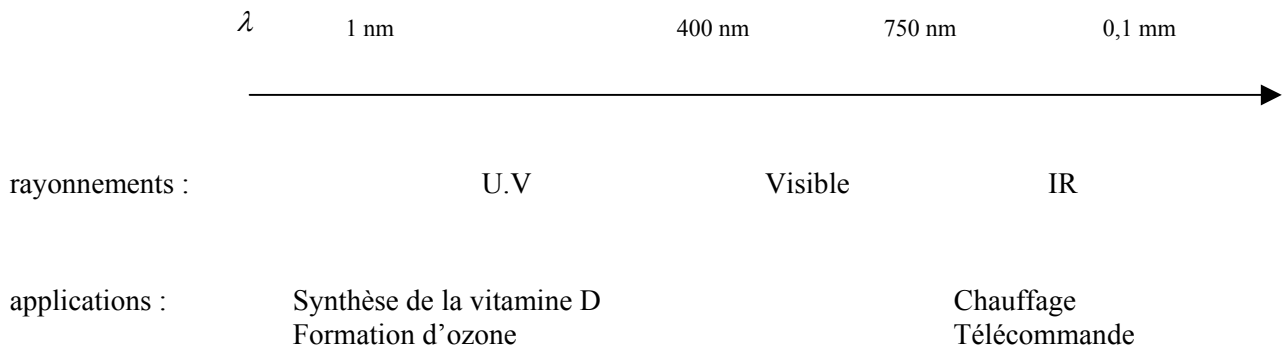 λ 1 nm 400 nm 750 nm 0,1 mm
rayonnements : U.V Visible IR
applications : Synthèse de la vitamine D Chauffage
Formation d’ozone Télécommande